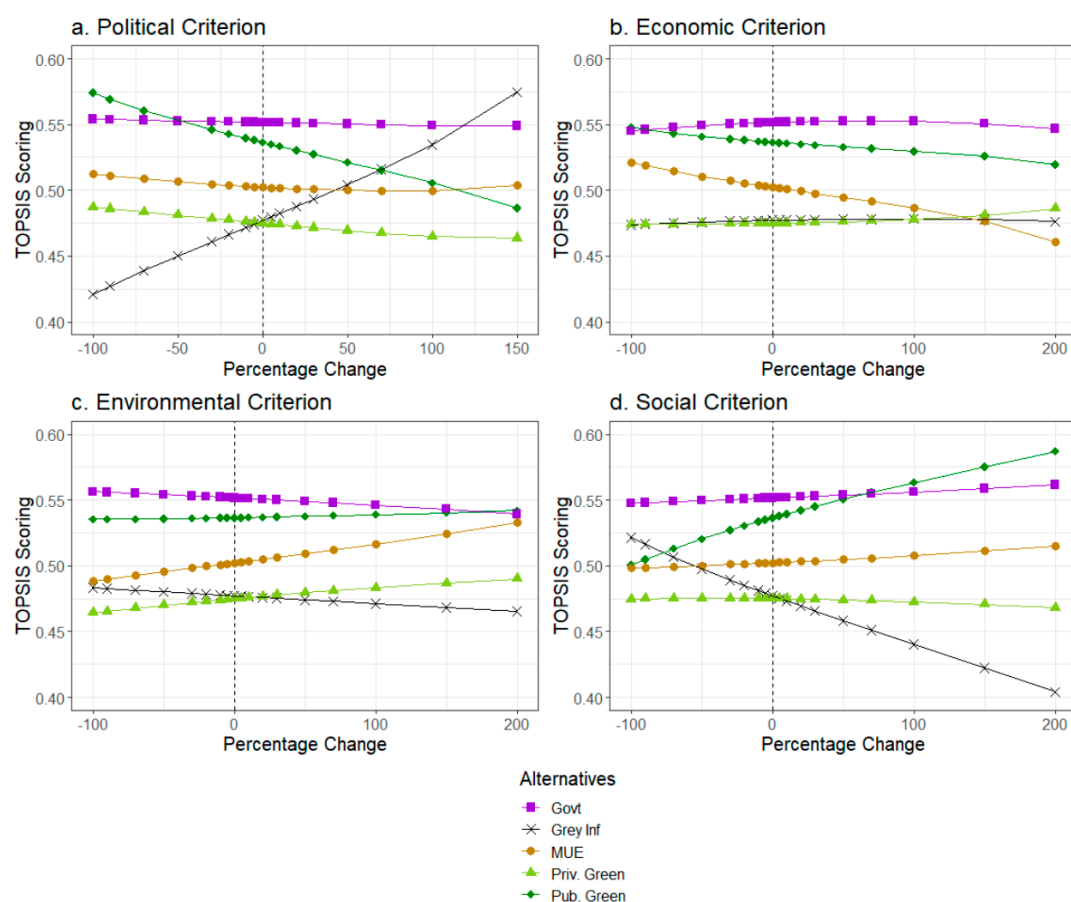 a. Political Criterion
b. Economic Criterion
0.60
0.55
0.50
0.45
0.40
TOPSIS Scoring
-100
-50
0
50
100
150
Percentage Change
0.60
0.55
0.50
0.45
0.40
TOPSIS Scoring
-100
0
100
200
Percentage Change
c. Environmental Criterion
d. Social Criterion
0.60
0.55
0.50
0.45
0.40
TOPSIS Scoring
-100
0
100
200
Percentage Change
0.60
0.55
0.50
0.45
0.40
TOPSIS Scoring
-100
0
100
200
Percentage Change
Alternatives
Govt
Grey Inf
MUE
Priv. Green
Pub. Green